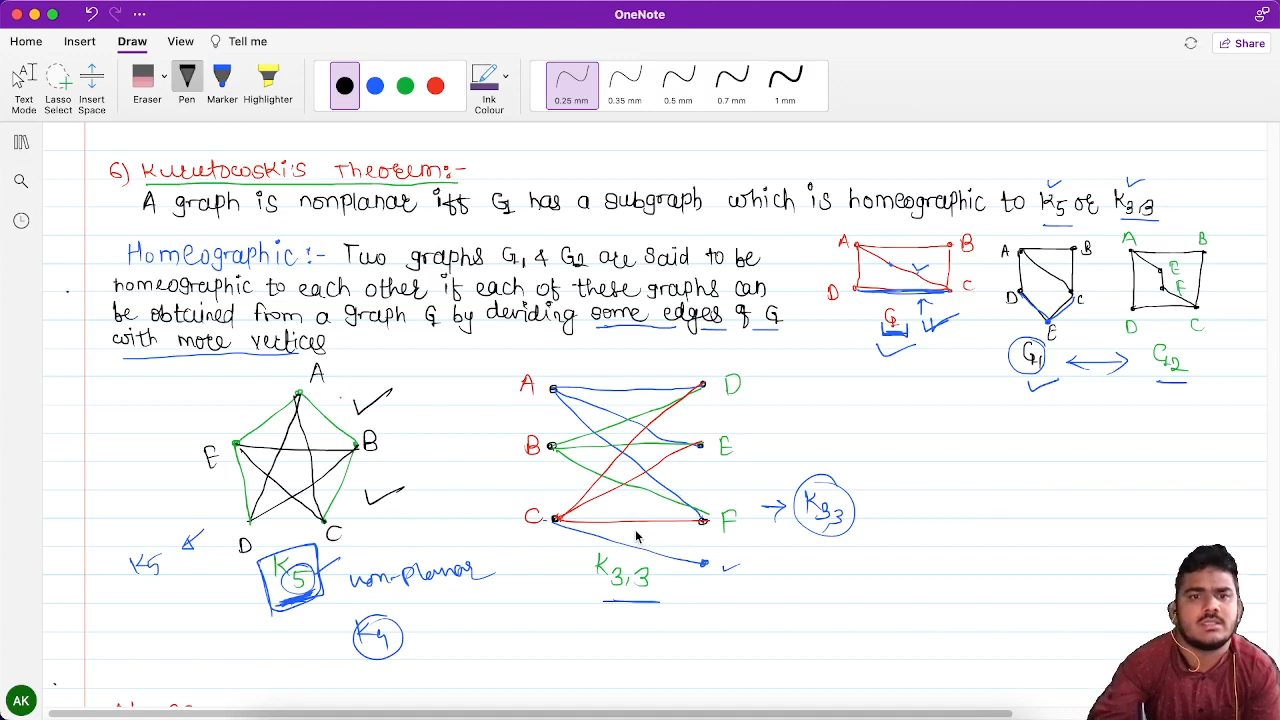 OneNote
Home Insert Draw View Tell me
Share
Text Mode
Lasso Select
Insert Space
Eraser
Pen
Marker
Highlighter
Ink Colour
0.25 mm
0.35 mm
0.5 mm
0.7 mm
1 mm
6) Kurutowski's Theorem:-
A graph is nonplanar iff G1 has a subgraph which is homeographic to K5 or K3,3
Homeographic:- Two graphs G1 & G2 are said to be
homeographic to each other if each of these graphs can
be obtained from a graph G by deviding some edges of G
with more vertices
A B
D C
G
A B
D C
E
G1
A B
E
F
D C
G2
A
E B
D C
K5
K5
non-planar
K4
A D
B E
C F
K3,3
K3,3
AK